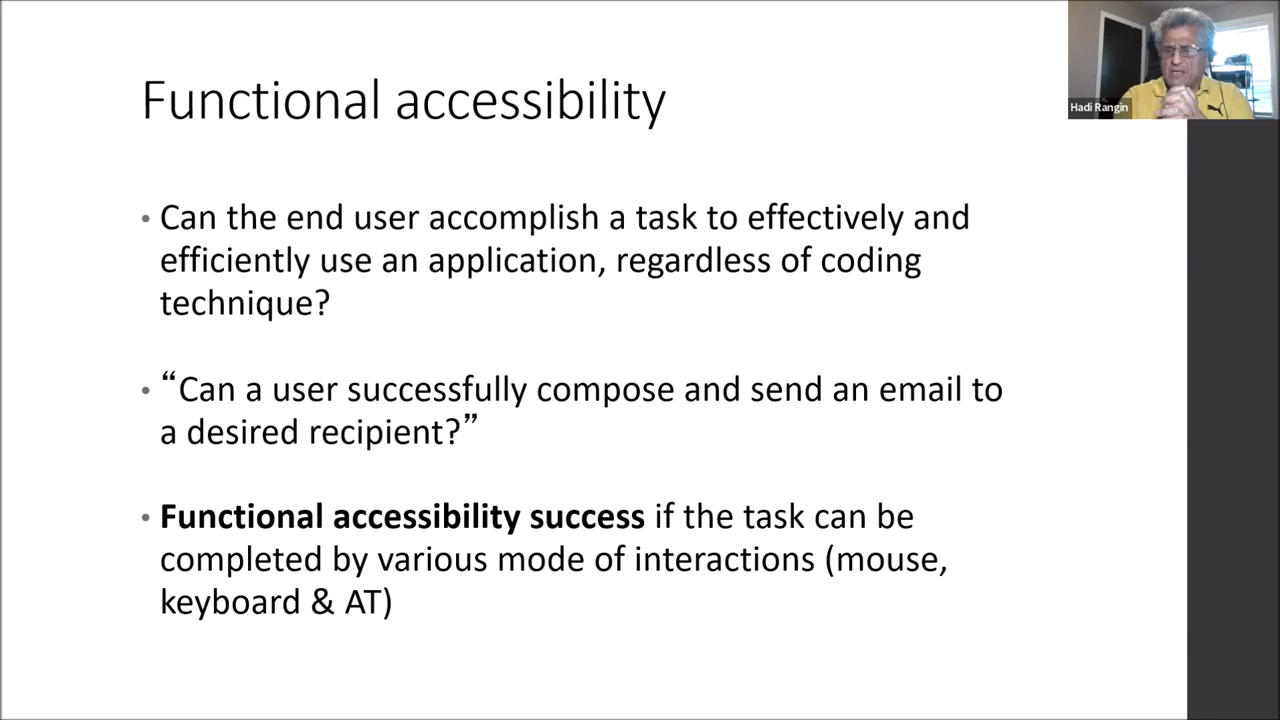 Functional accessibility
Hadi Rangin
• Can the end user accomplish a task to effectively and
efficiently use an application, regardless of coding
technique?
• “Can a user successfully compose and send an email to
a desired recipient?”
• Functional accessibility success if the task can be
completed by various mode of interactions (mouse,
keyboard & AT)